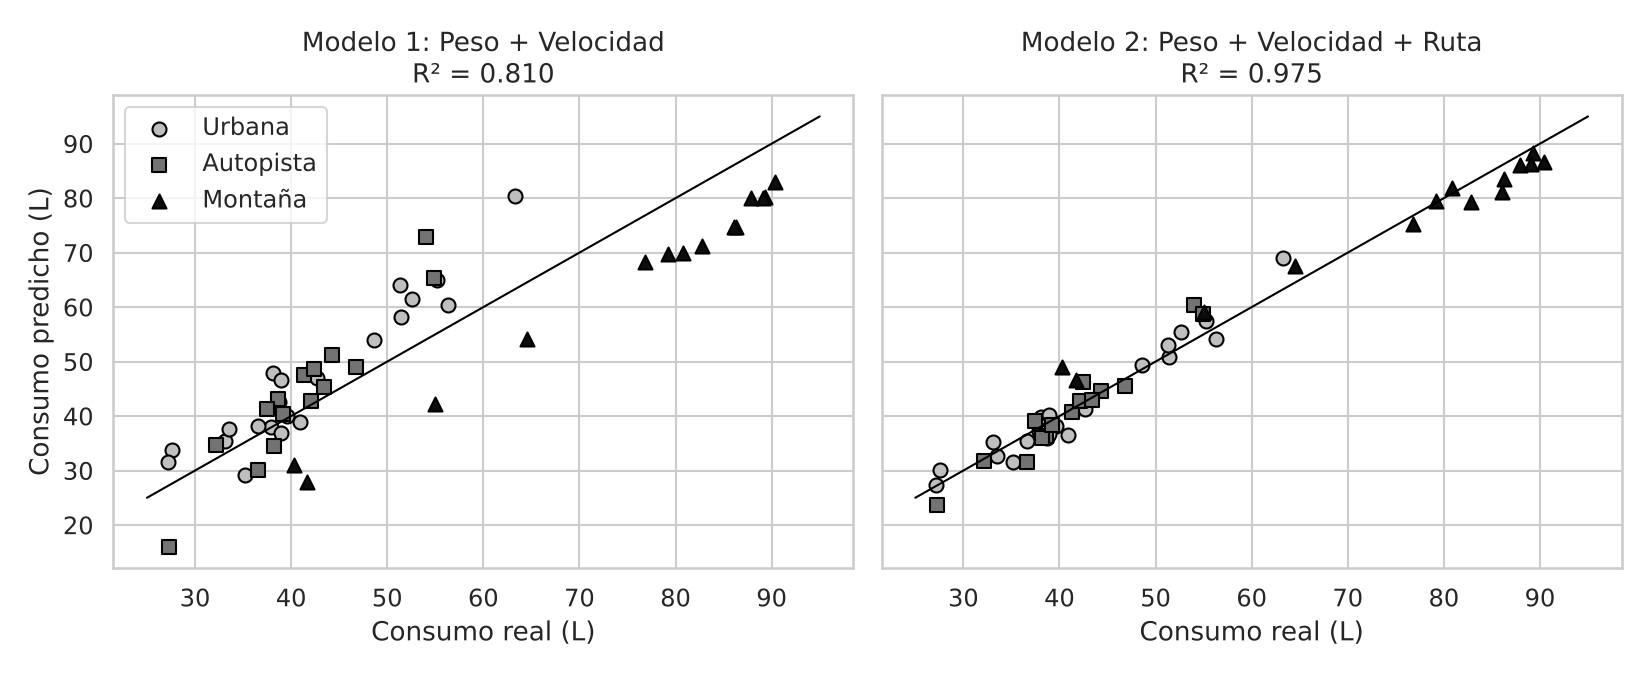 Modelo 1: Peso + Velocidad
R² = 0.810
Urbana
Autopista
Montaña
90
80
70
60
50
40
30
20
Consumo predicho (L)
30 40 50 60 70 80 90
Consumo real (L)
Modelo 2: Peso + Velocidad + Ruta
R² = 0.975
30 40 50 60 70 80 90
Consumo real (L)